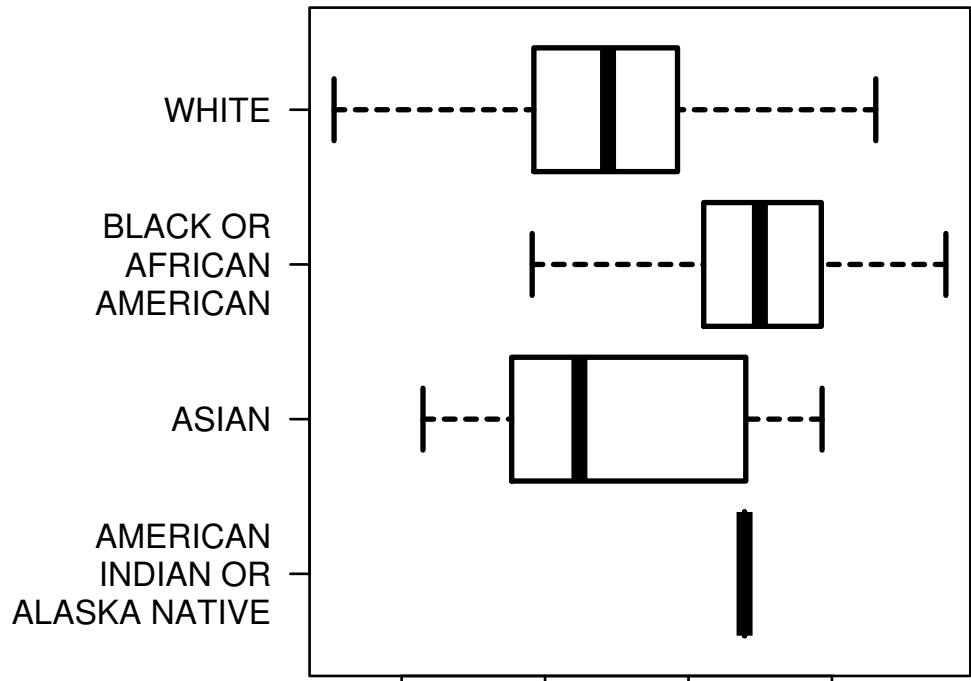 WHITE
BLACK OR
AFRICAN
AMERICAN
ASIAN
AMERICAN
INDIAN OR
ALASKA NATIVE